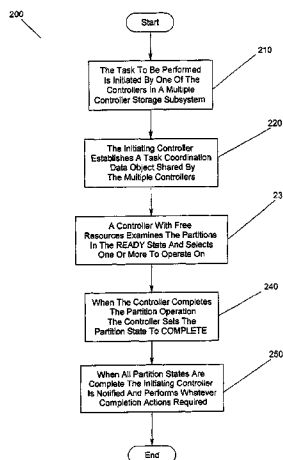 200
Start
210
The Task To Be Performed
Is Initiated By One Of The
Controllers In A Multiple
Controller Storage Subsystem
220
The Initiating Controller
Establishes A Task Coordination
Data Object Shared By
The Multiple Controllers
23
A Controller With Free
Resources Examines The Partitions
In The READY State And Selects
One Or More To Operate On
240
When The Controller Completes
The Partition Operation
The Controller Sets The
Partition State To COMPLETE
250
When All Partition States Are
Complete The Initiating Controller
Is Notified And Performs Whatever
Completion Actions Required
End